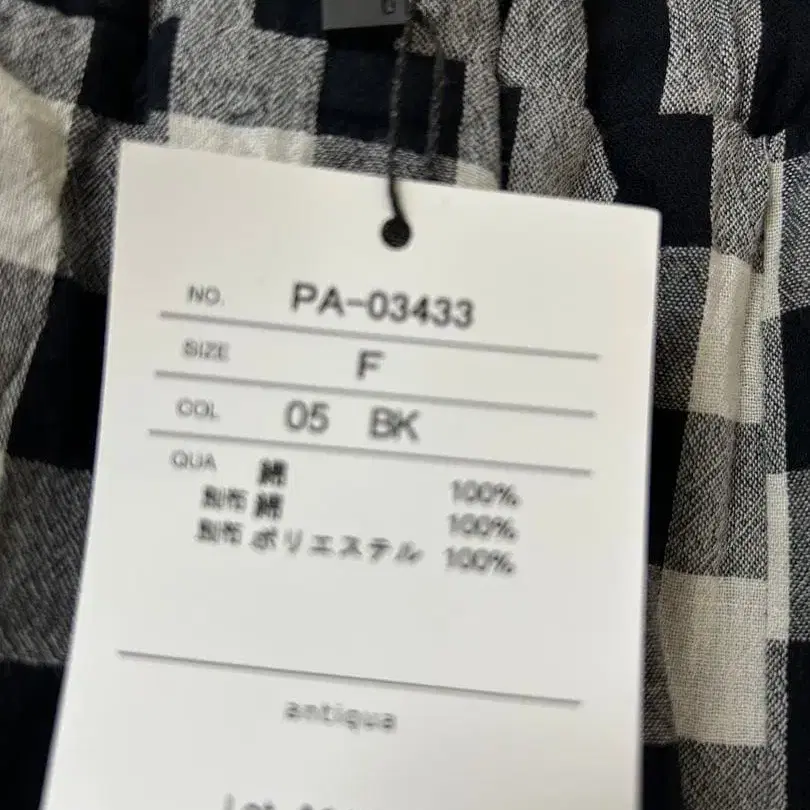 NO. PA-03433
SIZE F
COL 05 BK
QUA 綿 100%
別布 綿 100%
別布 ポリエステル 100%
antiqua